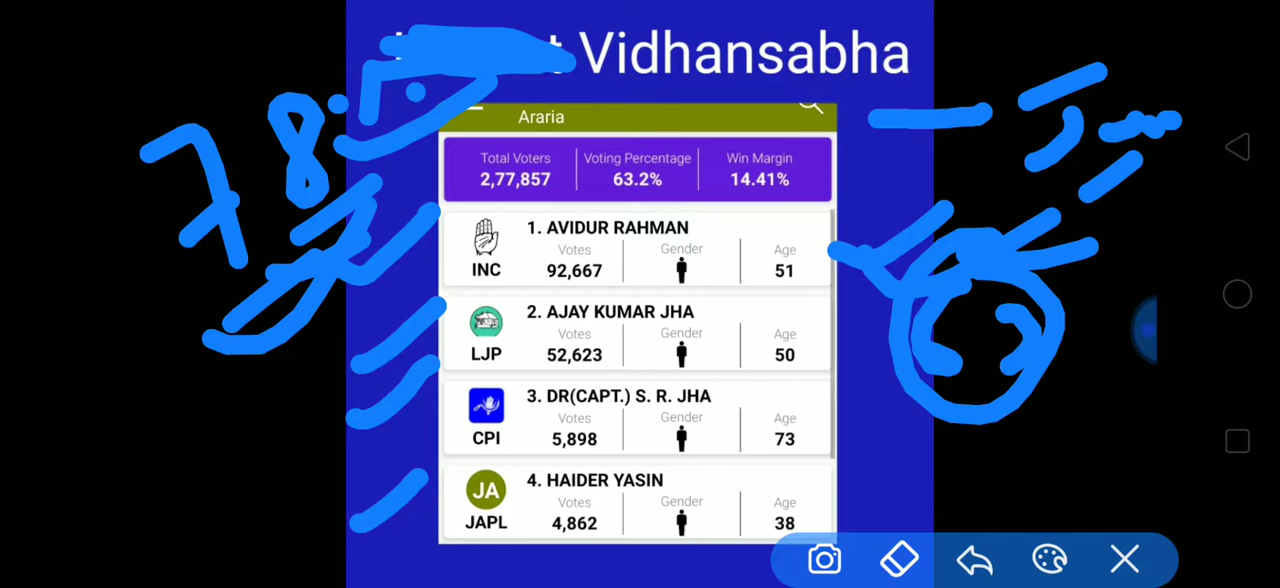 Vidhansabha
Araria
Total Voters Voting Percentage Win Margin
2,77,857 63.2% 14.41%
1. AVIDUR RAHMAN
Votes Gender Age
INC 92,667 51
2. AJAY KUMAR JHA
Votes Gender Age
LJP 52,623 50
3. DR(CAPT.) S. R. JHA
Votes Gender Age
CPI 5,898 73
JA 4. HAIDER YASIN
Votes Gender Age
JAPL 4,862 38
78